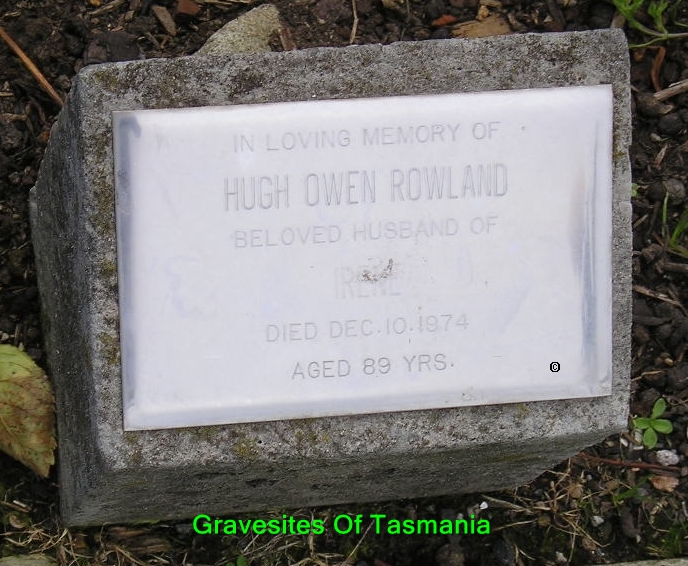 IN LOVING MEMORY OF
HUGH OWEN ROWLAND
BELOVED HUSBAND OF
IRENE
DIED DEC. 10. 1974
AGED 89 YRS.
©
Gravesites Of Tasmania